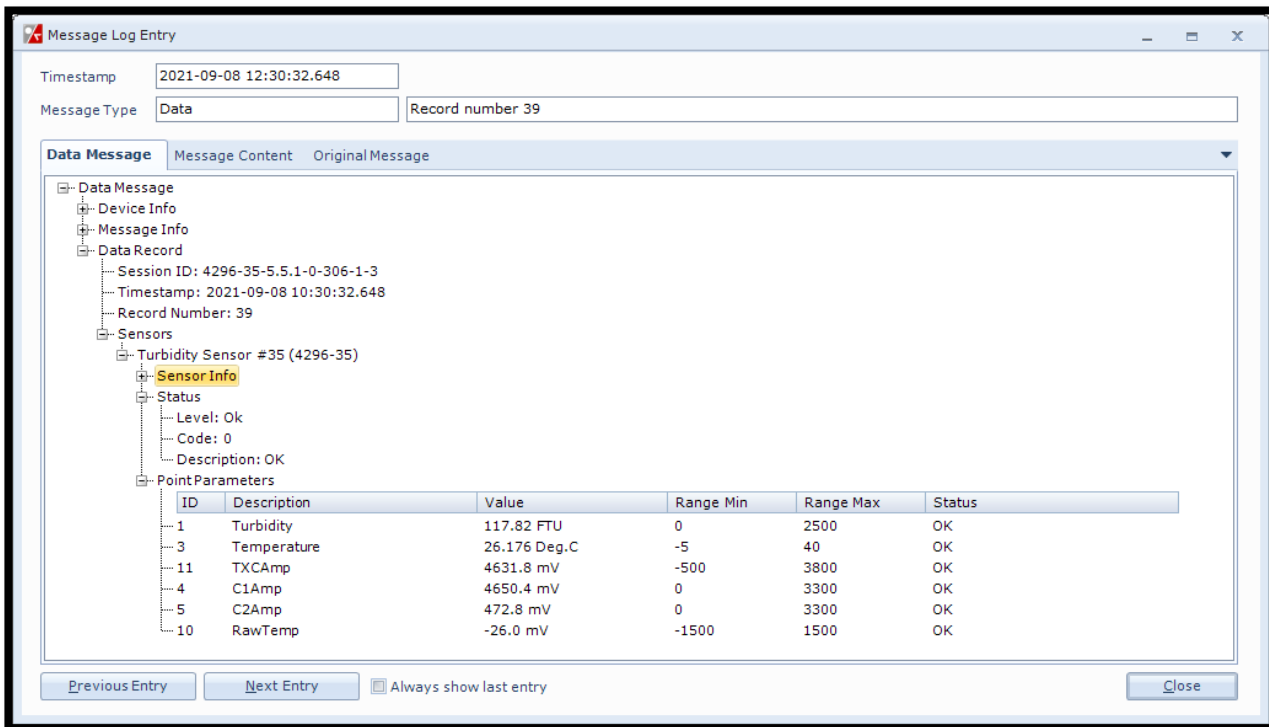 Message Log Entry
Timestamp 2021-09-08 12:30:32.648
Message Type Data Record number 39
Data Message Message Content Original Message
Data Message
Device Info
Message Info
Data Record
Session ID: 4296-35-5.5.1-0-306-1-3
Timestamp: 2021-09-08 10:30:32.648
Record Number: 39
Sensors
Turbidity Sensor #35 (4296-35)
Sensor Info
Status
Level: Ok
Code: 0
Description: OK
Point Parameters
ID Description Value Range Min Range Max Status
1 Turbidity 117.82 FTU 0 2500 OK
3 Temperature 26.176 Deg.C -5 40 OK
11 TXCAmp 4631.8 mV -500 3800 OK
4 C1Amp 4650.4 mV 0 3300 OK
5 C2Amp 472.8 mV 0 3300 OK
10 RawTemp -26.0 mV -1500 1500 OK
Previous Entry Next Entry Always show last entry Close